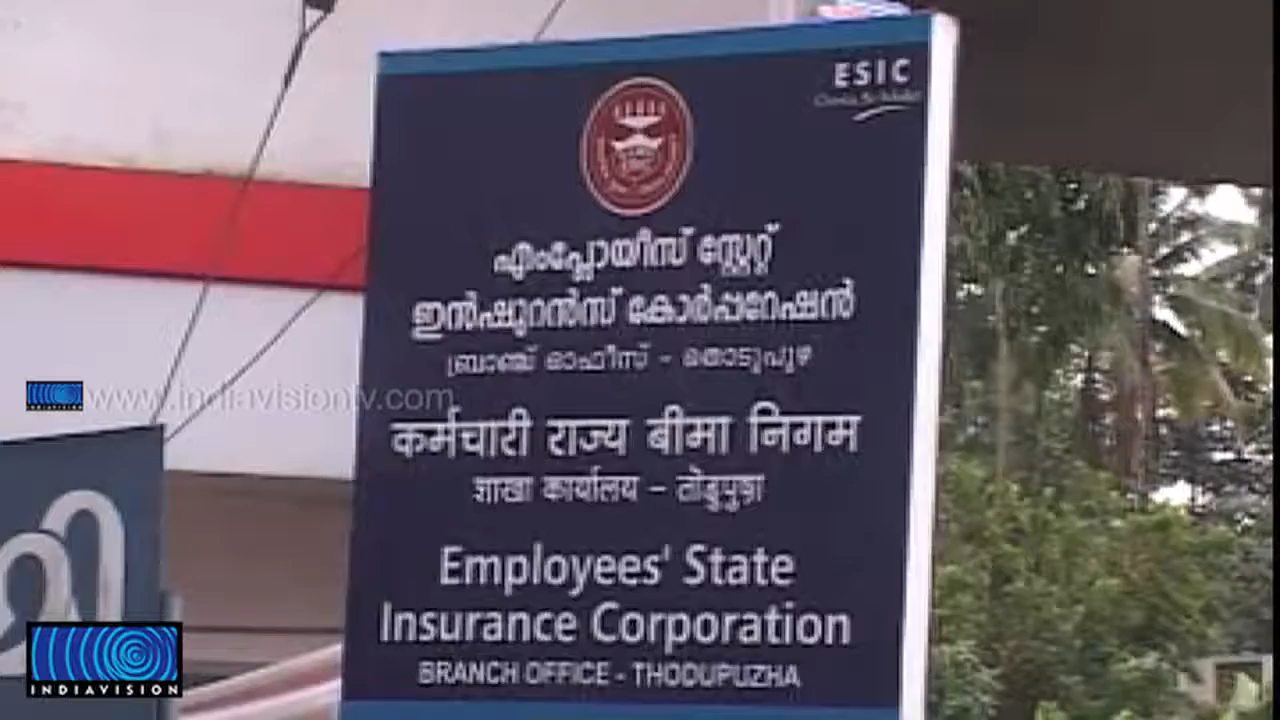 ESIC
എംപ്ലോയീസ് സ്റ്റേറ്റ്
ഇൻഷുറൻസ് കോർപ്പറേഷൻ
ബ്രാഞ്ച് ഓഫീസ് - തൊടുപുഴ
www.indiavisiontv.com
कर्मचारी राज्य बीमा निगम
शाखा कार्यालय - तोडुपुष़ा
Employees' State
Insurance Corporation
BRANCH OFFICE - THODUPUZHA
INDIAVISION